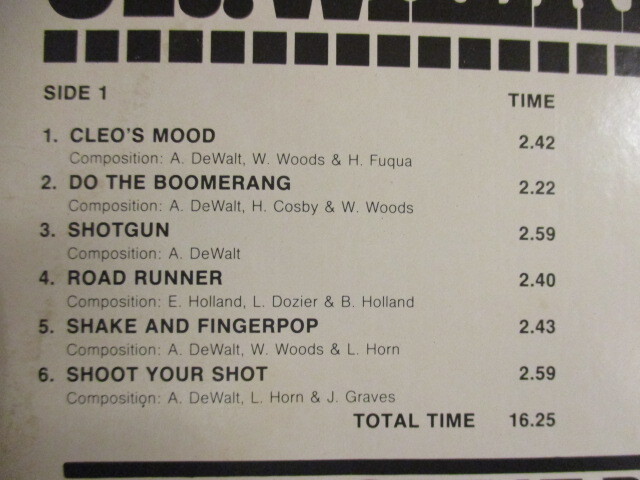 SIDE 1 TIME
1. CLEO'S MOOD 2.42
Composition: A. DeWalt, W. Woods & H. Fuqua
2. DO THE BOOMERANG 2.22
Composition: A. DeWalt, H. Cosby & W. Woods
3. SHOTGUN 2.59
Composition: A. DeWalt
4. ROAD RUNNER 2.40
Composition: E. Holland, L. Dozier & B. Holland
5. SHAKE AND FINGERPOP 2.43
Composition: A. DeWalt, W. Woods & L. Horn
6. SHOOT YOUR SHOT 2.59
Composition: A. DeWalt, L. Horn & J. Graves
TOTAL TIME 16.25